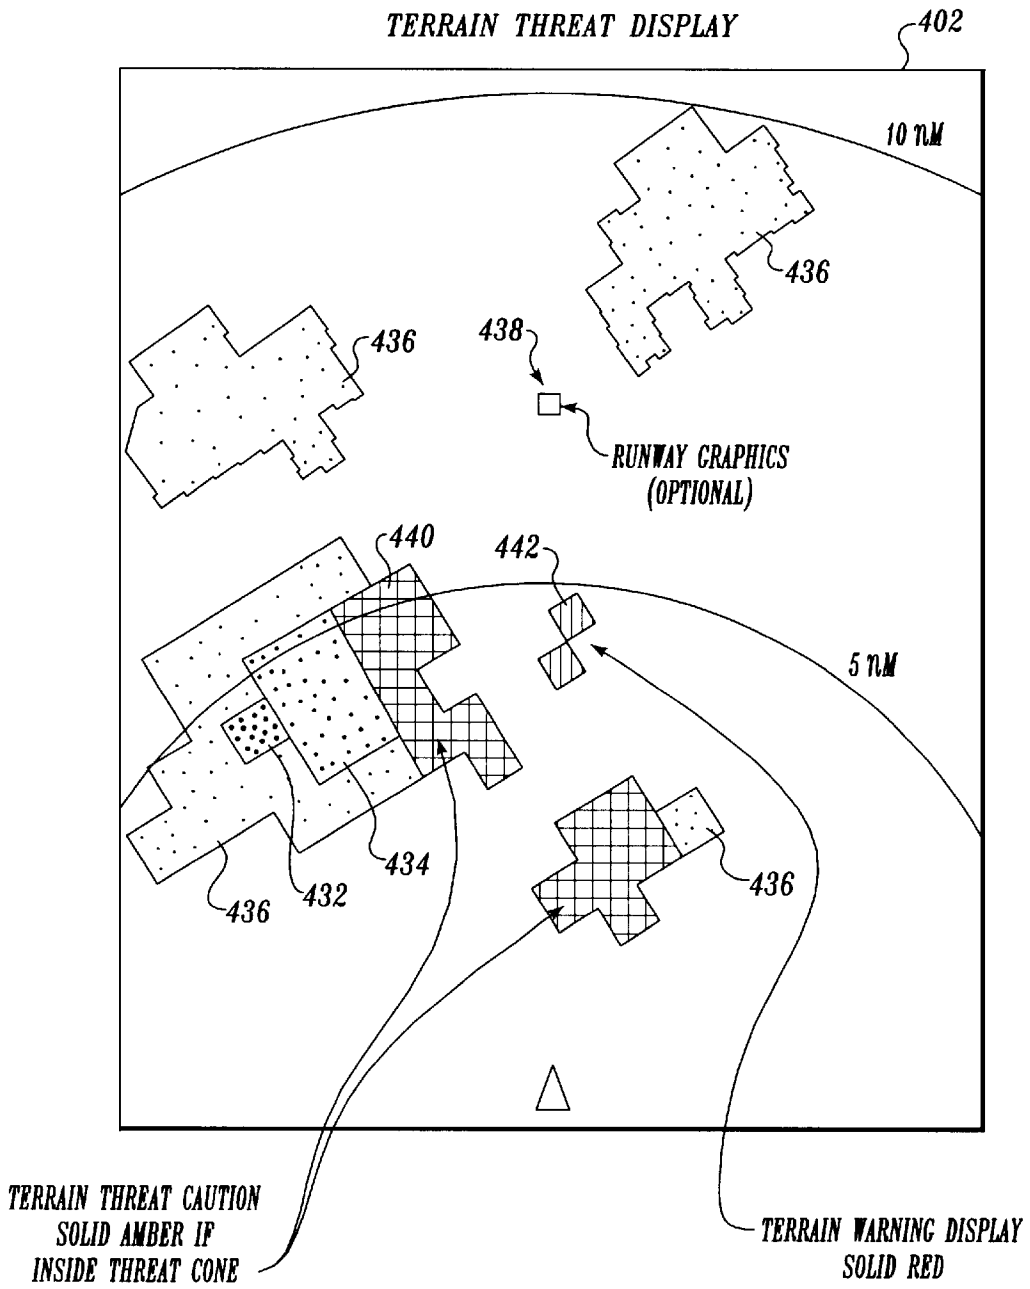 TERRAIN THREAT DISPLAY
402
10 NM
436
436
438
RUNWAY GRAPHICS
(OPTIONAL)
440
442
5 NM
436
432
434
436
TERRAIN THREAT CAUTION
SOLID AMBER IF
INSIDE THREAT CONE
TERRAIN WARNING DISPLAY
SOLID RED